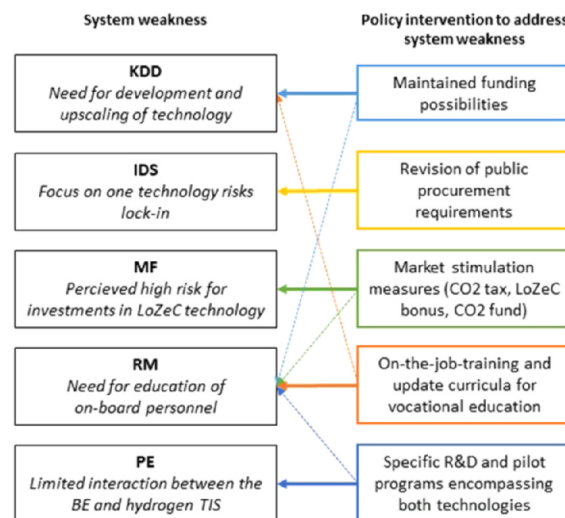 System weakness
Policy intervention to address
system weakness
KDD
Need for development and
upscaling of technology
Maintained funding
possibilities
IDS
Focus on one technology risks
lock-in
Revision of public
procurement
requirements
MF
Percieved high risk for
investments in LoZeC technology
Market stimulation
measures (CO2 tax, LoZeC
bonus, CO2 fund)
RM
Need for education of
on-board personnel
On-the-job-training and
update curricula for
vocational education
PE
Limited interaction between the
BE and hydrogen TIS
Specific R&D and pilot
programs encompassing
both technologies